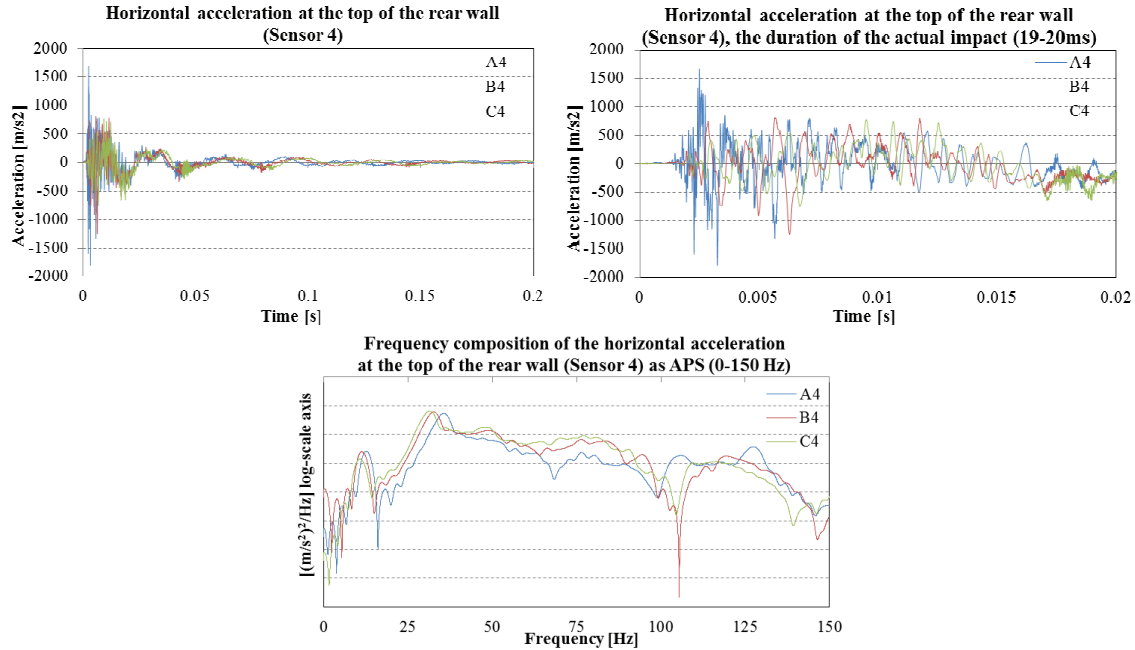 Horizontal acceleration at the top of the rear wall
(Sensor 4)
2000
1500
1000
500
0
-500
-1000
-1500
-2000
Acceleration [m/s2]
A4
B4
C4
0
0.05
0.1
0.15
0.2
Time [s]
Horizontal acceleration at the top of the rear wall
(Sensor 4), the duration of the actual impact (19-20ms)
2000
1500
1000
500
0
-500
-1000
-1500
-2000
Acceleration [m/s2]
A4
B4
C4
0
0.005
0.01
0.015
0.02
Time [s]
Frequency composition of the horizontal acceleration
at the top of the rear wall (Sensor 4) as APS (0-150 Hz)
[(m/s²)²/Hz] log-scale axis
A4
B4
C4
0
25
50
75
100
125
150
Frequency [Hz]